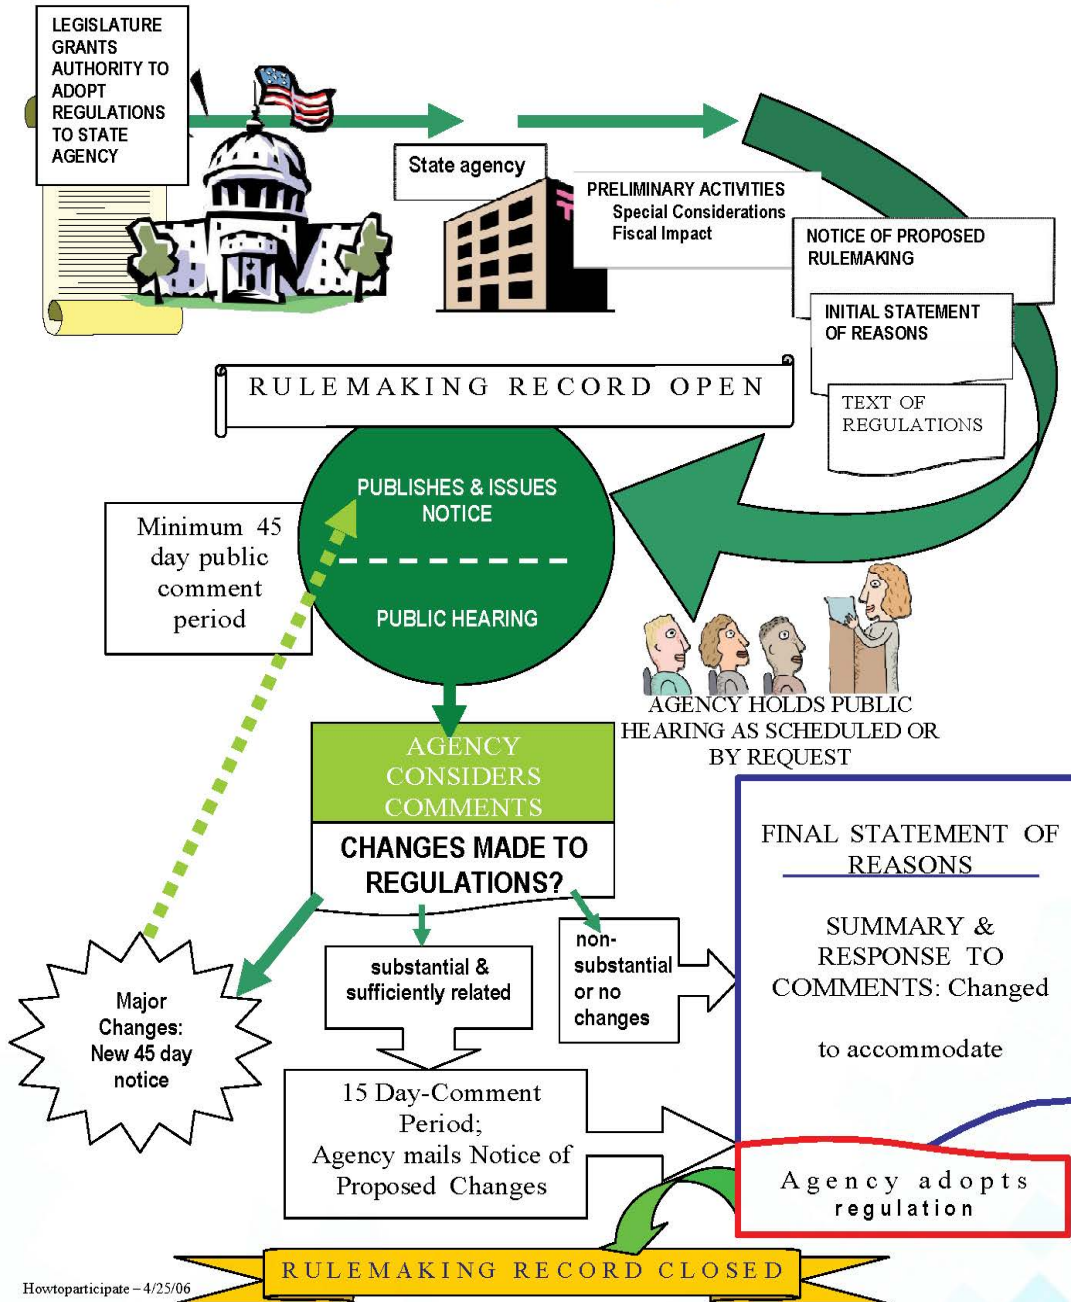 LEGISLATURE
GRANTS
AUTHORITY TO
ADOPT
REGULATIONS
TO STATE
AGENCY
State agency
PRELIMINARY ACTIVITIES
Special Considerations
Fiscal Impact
NOTICE OF PROPOSED
RULEMAKING
INITIAL STATEMENT
OF REASONS
TEXT OF
REGULATIONS
RULEMAKING RECORD OPEN
PUBLISHES & ISSUES
NOTICE
PUBLIC HEARING
Minimum 45
day public
comment
period
AGENCY HOLDS PUBLIC
HEARING AS SCHEDULED OR
BY REQUEST
AGENCY
CONSIDERS
COMMENTS
CHANGES MADE TO
REGULATIONS?
Major
Changes:
New 45 day
notice
substantial &
sufficiently related
non-
substantial
or no
changes
15 Day-Comment
Period;
Agency mails Notice of
Proposed Changes
FINAL STATEMENT OF
REASONS
SUMMARY &
RESPONSE TO
COMMENTS: Changed
to accommodate
Agency adopts
regulation
RULEMAKING RECORD CLOSED
Howtoparticipate – 4/25/06